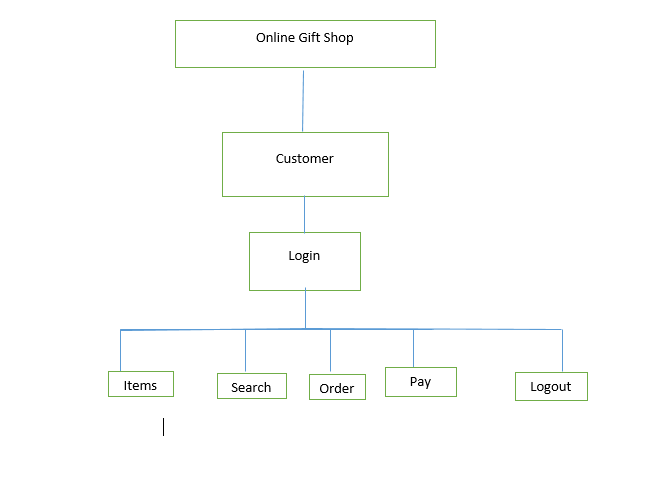 Online Gift Shop
Customer
Login
Items
Search
Order
Pay
Logout